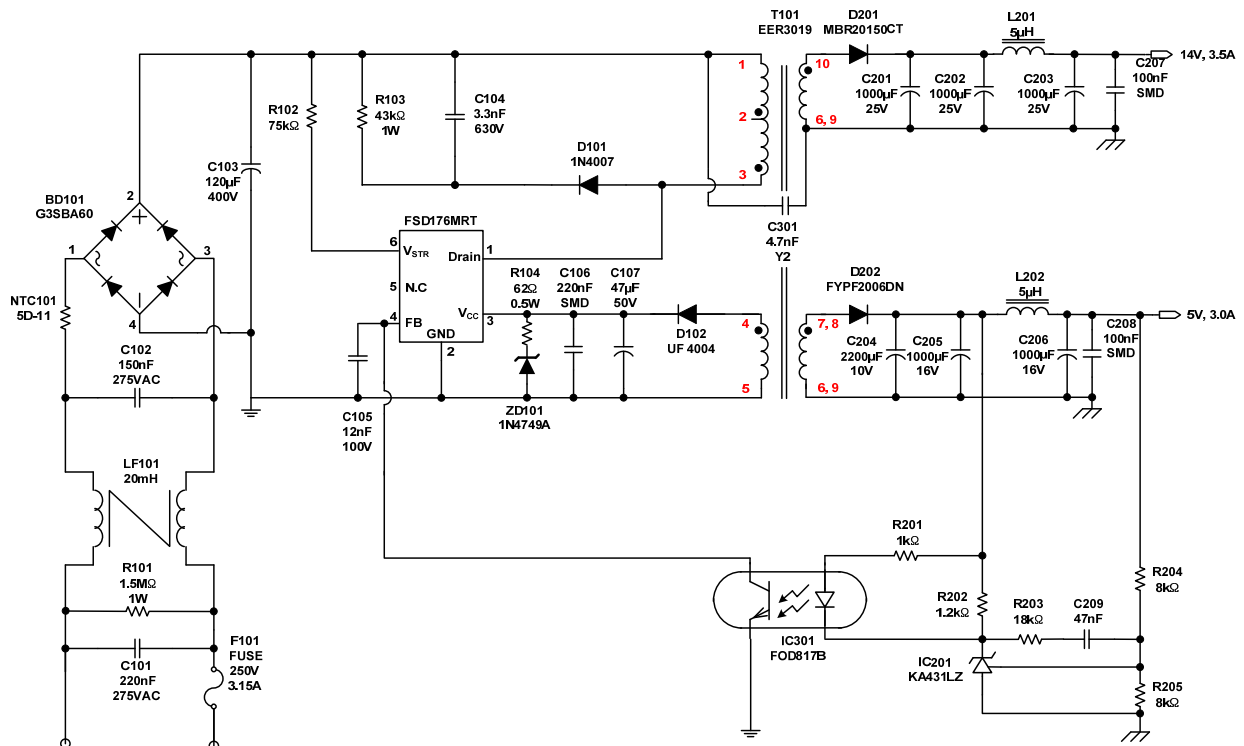 T101
EER3019
D201
MBR20150CT
L201
5µH
14V, 3.5A
C207
100nF
SMD
1
10
C201
1000µF
25V
C202
1000µF
25V
C203
1000µF
25V
R102
75kΩ
R103
43kΩ
1W
C104
3.3nF
630V
2
6, 9
D101
1N4007
3
C103
120µF
400V
BD101
G3SBA60
2
1
3
4
C301
4.7nF
Y2
FSD176MRT
6
VSTR
Drain
1
5
N.C
4
FB
VCC
3
GND
2
R104
62Ω
0.5W
C106
220nF
SMD
C107
47µF
50V
D102
UF 4004
ZD101
1N4749A
C105
12nF
100V
4
5
D202
FYPF2006DN
L202
5µH
5V, 3.0A
7, 8
6, 9
C204
2200µF
10V
C205
1000µF
16V
C206
1000µF
16V
C208
100nF
SMD
NTC101
5D-11
C102
150nF
275VAC
LF101
20mH
R101
1.5MΩ
1W
C101
220nF
275VAC
F101
FUSE
250V
3.15A
R201
1kΩ
R202
1.2kΩ
R203
18kΩ
C209
47nF
R204
8kΩ
IC301
FOD817B
IC201
KA431LZ
R205
8kΩ